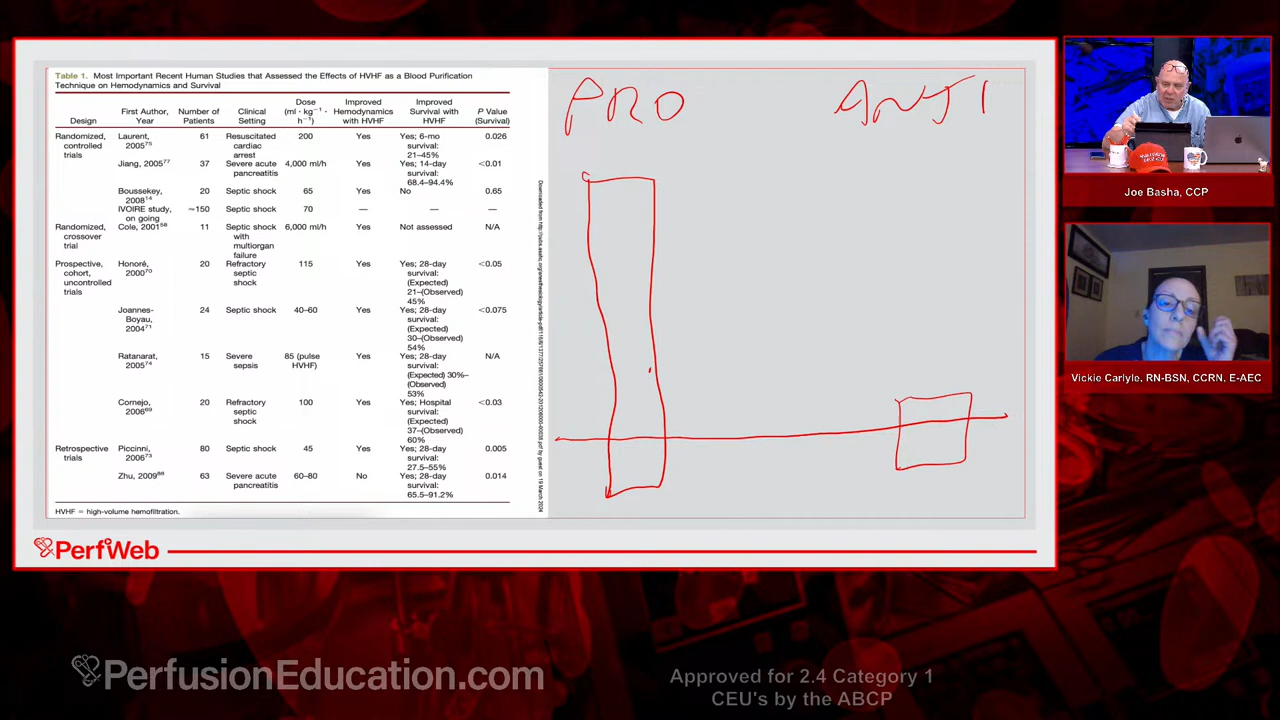 Table 1. Most Important Recent Human Studies that Assessed the Effects of HVHF as a Blood Purification
Technique on Hemodynamics and Survival
Design
First Author, Year
Number of Patients
Clinical Setting
Dose (ml · kg⁻¹ · h⁻¹)
Improved Hemodynamics with HVHF
Improved Survival with HVHF
P Value (Survival)
Randomized, controlled trials
Laurent, 2005⁷⁵ 61 Resuscitated cardiac arrest 200 Yes Yes; 6-mo survival: 21–45% 0.026
Jiang, 2005⁷⁷ 37 Severe acute pancreatitis 4,000 ml/h Yes Yes; 14-day survival: 68.4–94.4% <0.01
Boussekey, 2008¹⁴ 20 Septic shock 65 Yes No 0.65
IVOIRE study, on going ≈150 Septic shock 70 — — —
Randomized, crossover trial
Cole, 2001⁵⁸ 11 Septic shock with multiorgan failure 6,000 ml/h Yes Not assessed N/A
Prospective, cohort, uncontrolled trials
Honoré, 2000⁷⁰ 20 Refractory septic shock 115 Yes Yes; 28-day survival: (Expected) 21–(Observed) 45% <0.05
Joannes-Boyau, 2004⁷¹ 24 Septic shock 40–60 Yes Yes; 28-day survival: (Expected) 30–(Observed) 54% <0.075
Ratanarat, 2005⁷⁴ 15 Severe sepsis 85 (pulse HVHF) Yes Yes; 28-day survival: (Expected) 30%–(Observed) 53% N/A
Cornejo, 2006⁶⁹ 20 Refractory septic shock 100 Yes Yes; Hospital survival: (Expected) 37–(Observed) 60% <0.03
Retrospective trials
Piccinni, 2006⁷³ 80 Septic shock 45 Yes Yes; 28-day survival: 27.5–55% 0.005
Zhu, 2009⁸⁸ 63 Severe acute pancreatitis 60–80 No Yes; 28-day survival: 65.5–91.2% 0.014
HVHF = high-volume hemofiltration.
PRO
ANTI
Joe Basha, CCP
Vickie Carlyle, RN-BSN, CCRN, E-AEC
PerfWeb
PerfusionEducation.com
Approved for 2.4 Category 1
CEU's by the ABCP